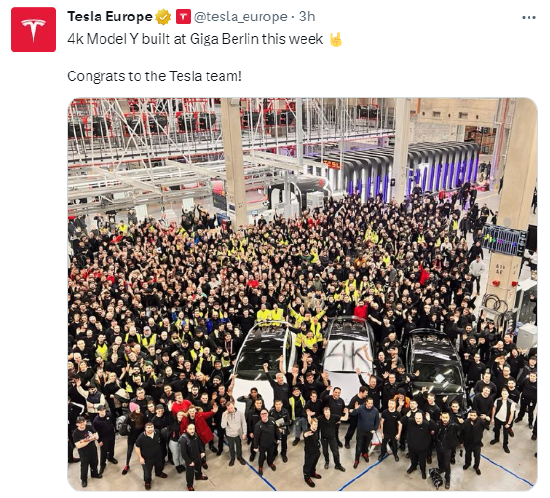 Tesla Europe @tesla_europe · 3h
4k Model Y built at Giga Berlin this week 🤘
Congrats to the Tesla team!
4K